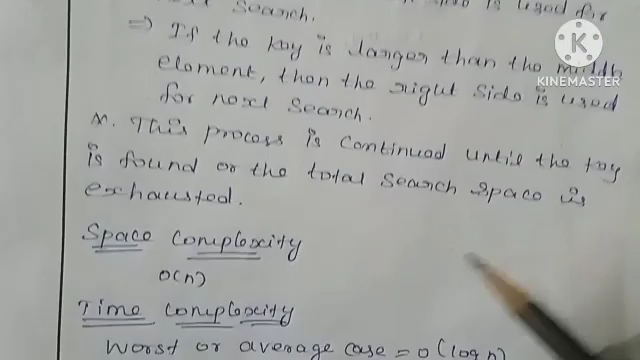 next search.
⇒ If the key is larger than the middle
element, then the right side is used
for next search.
*. This process is continued until the key
is found or the total search space is
exhausted.
Space Complexity
O(n)
Time Complexity
Worst or average case = O(log n)
KINEMASTER